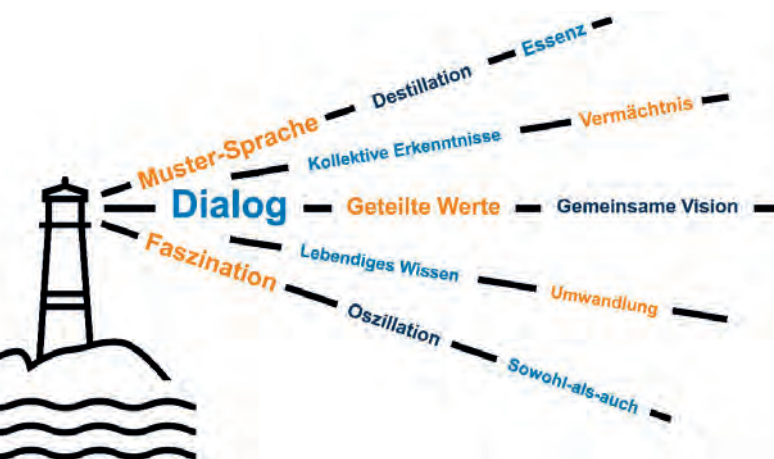 Muster-Sprache Destillation Essenz
Kollektive Erkenntnisse Vermächtnis
Dialog Geteilte Werte Gemeinsame Vision
Lebendiges Wissen Umwandlung
Faszination Oszillation Sowohl-als-auch